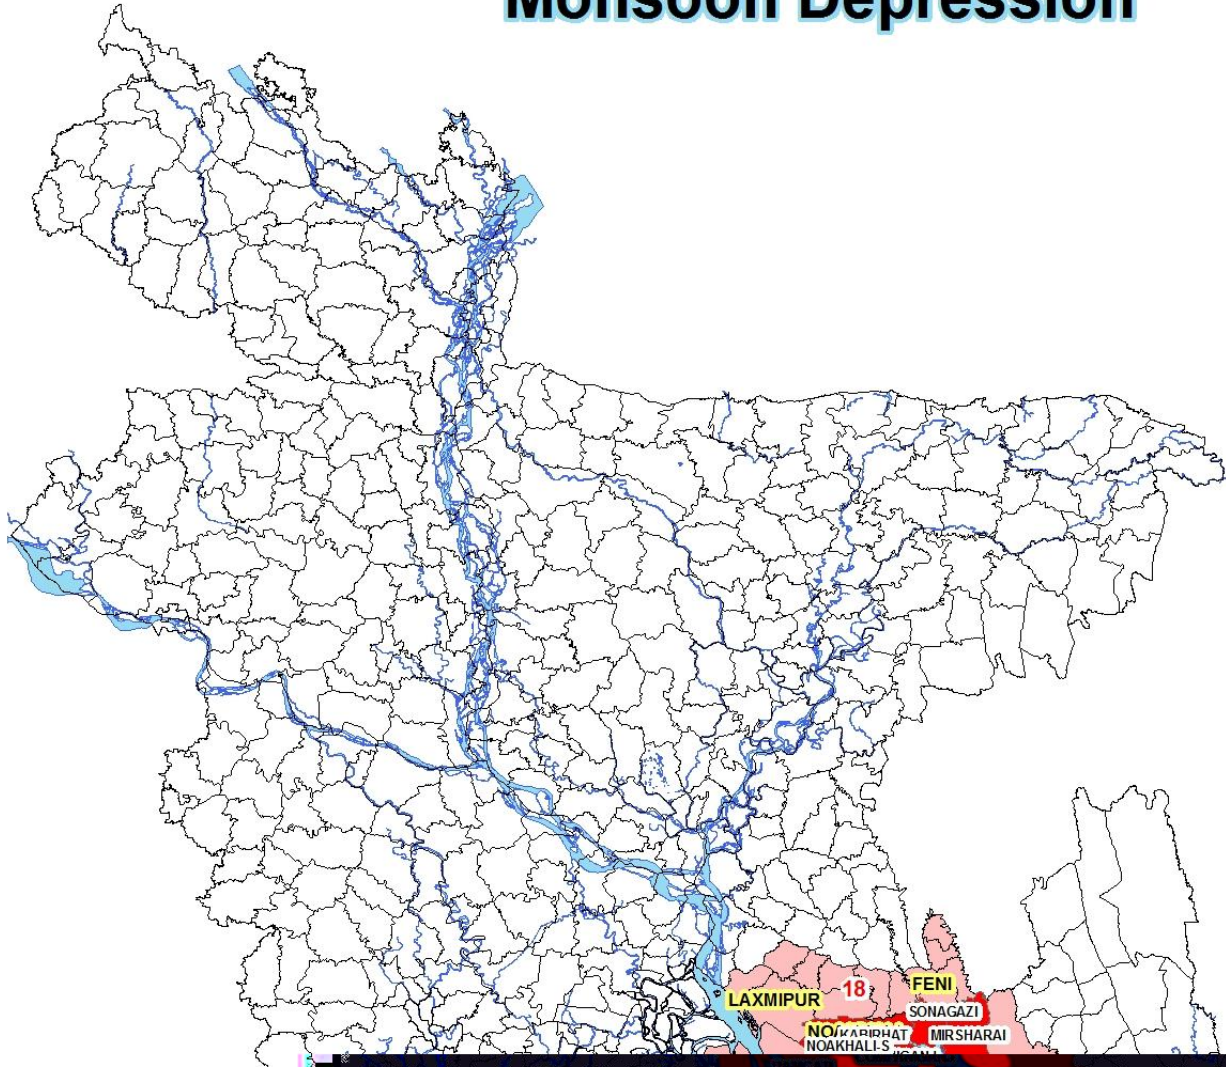 Monsoon Depression
LAXMIPUR
18
FENI
SONAGAZI
KABIRHAT
MIRSHARAI
NOAKHALI-S